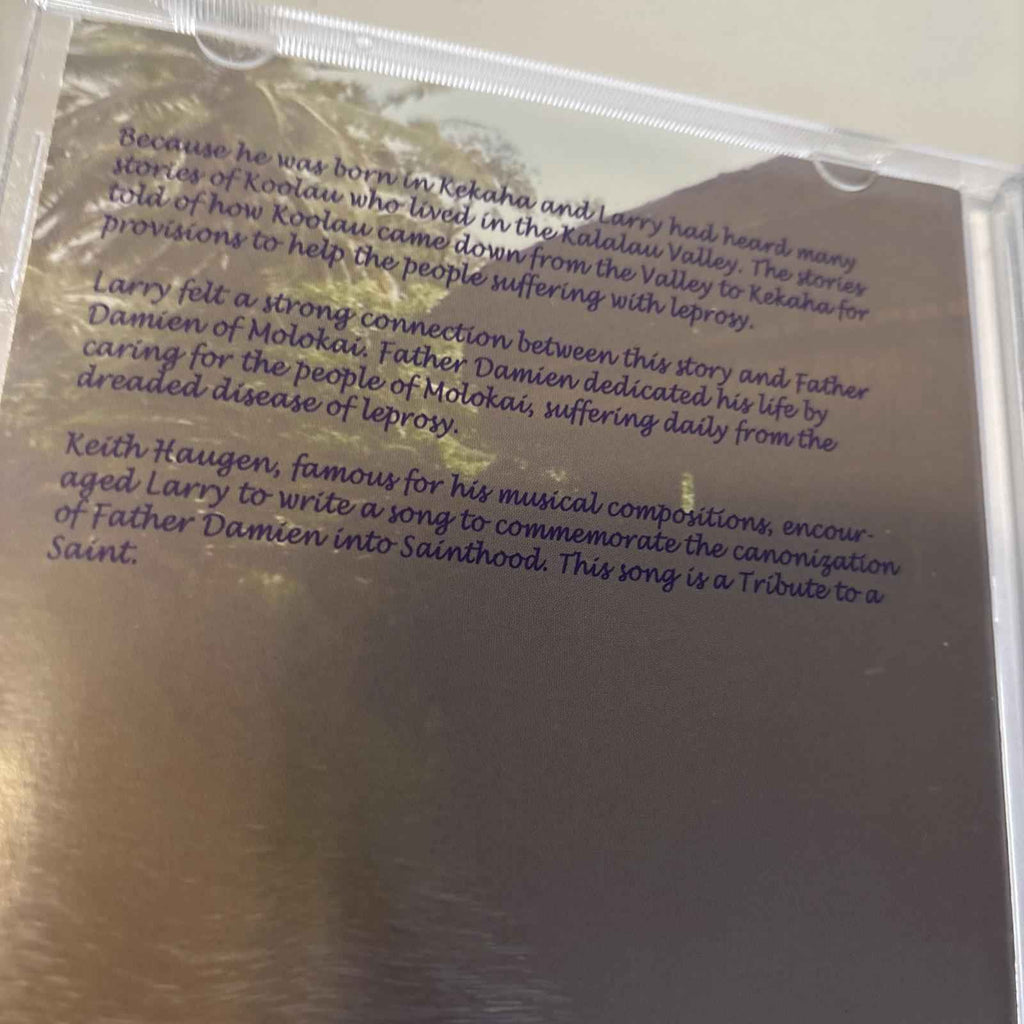 Because he was born in Kekaha and Larry had heard many
stories of Koolau who lived in the Kalalau Valley. The stories
told of how Koolau came down from the Valley to Kekaha for
provisions to help the people suffering with leprosy.
Larry felt a strong connection between this story and Father
Damien of Molokai. Father Damien dedicated his life by
caring for the people of Molokai, suffering daily from the
dreaded disease of leprosy.
Keith Haugen, famous for his musical compositions, encour-
aged Larry to write a song to commemorate the canonization
of Father Damien into Sainthood. This song is a Tribute to a
Saint.